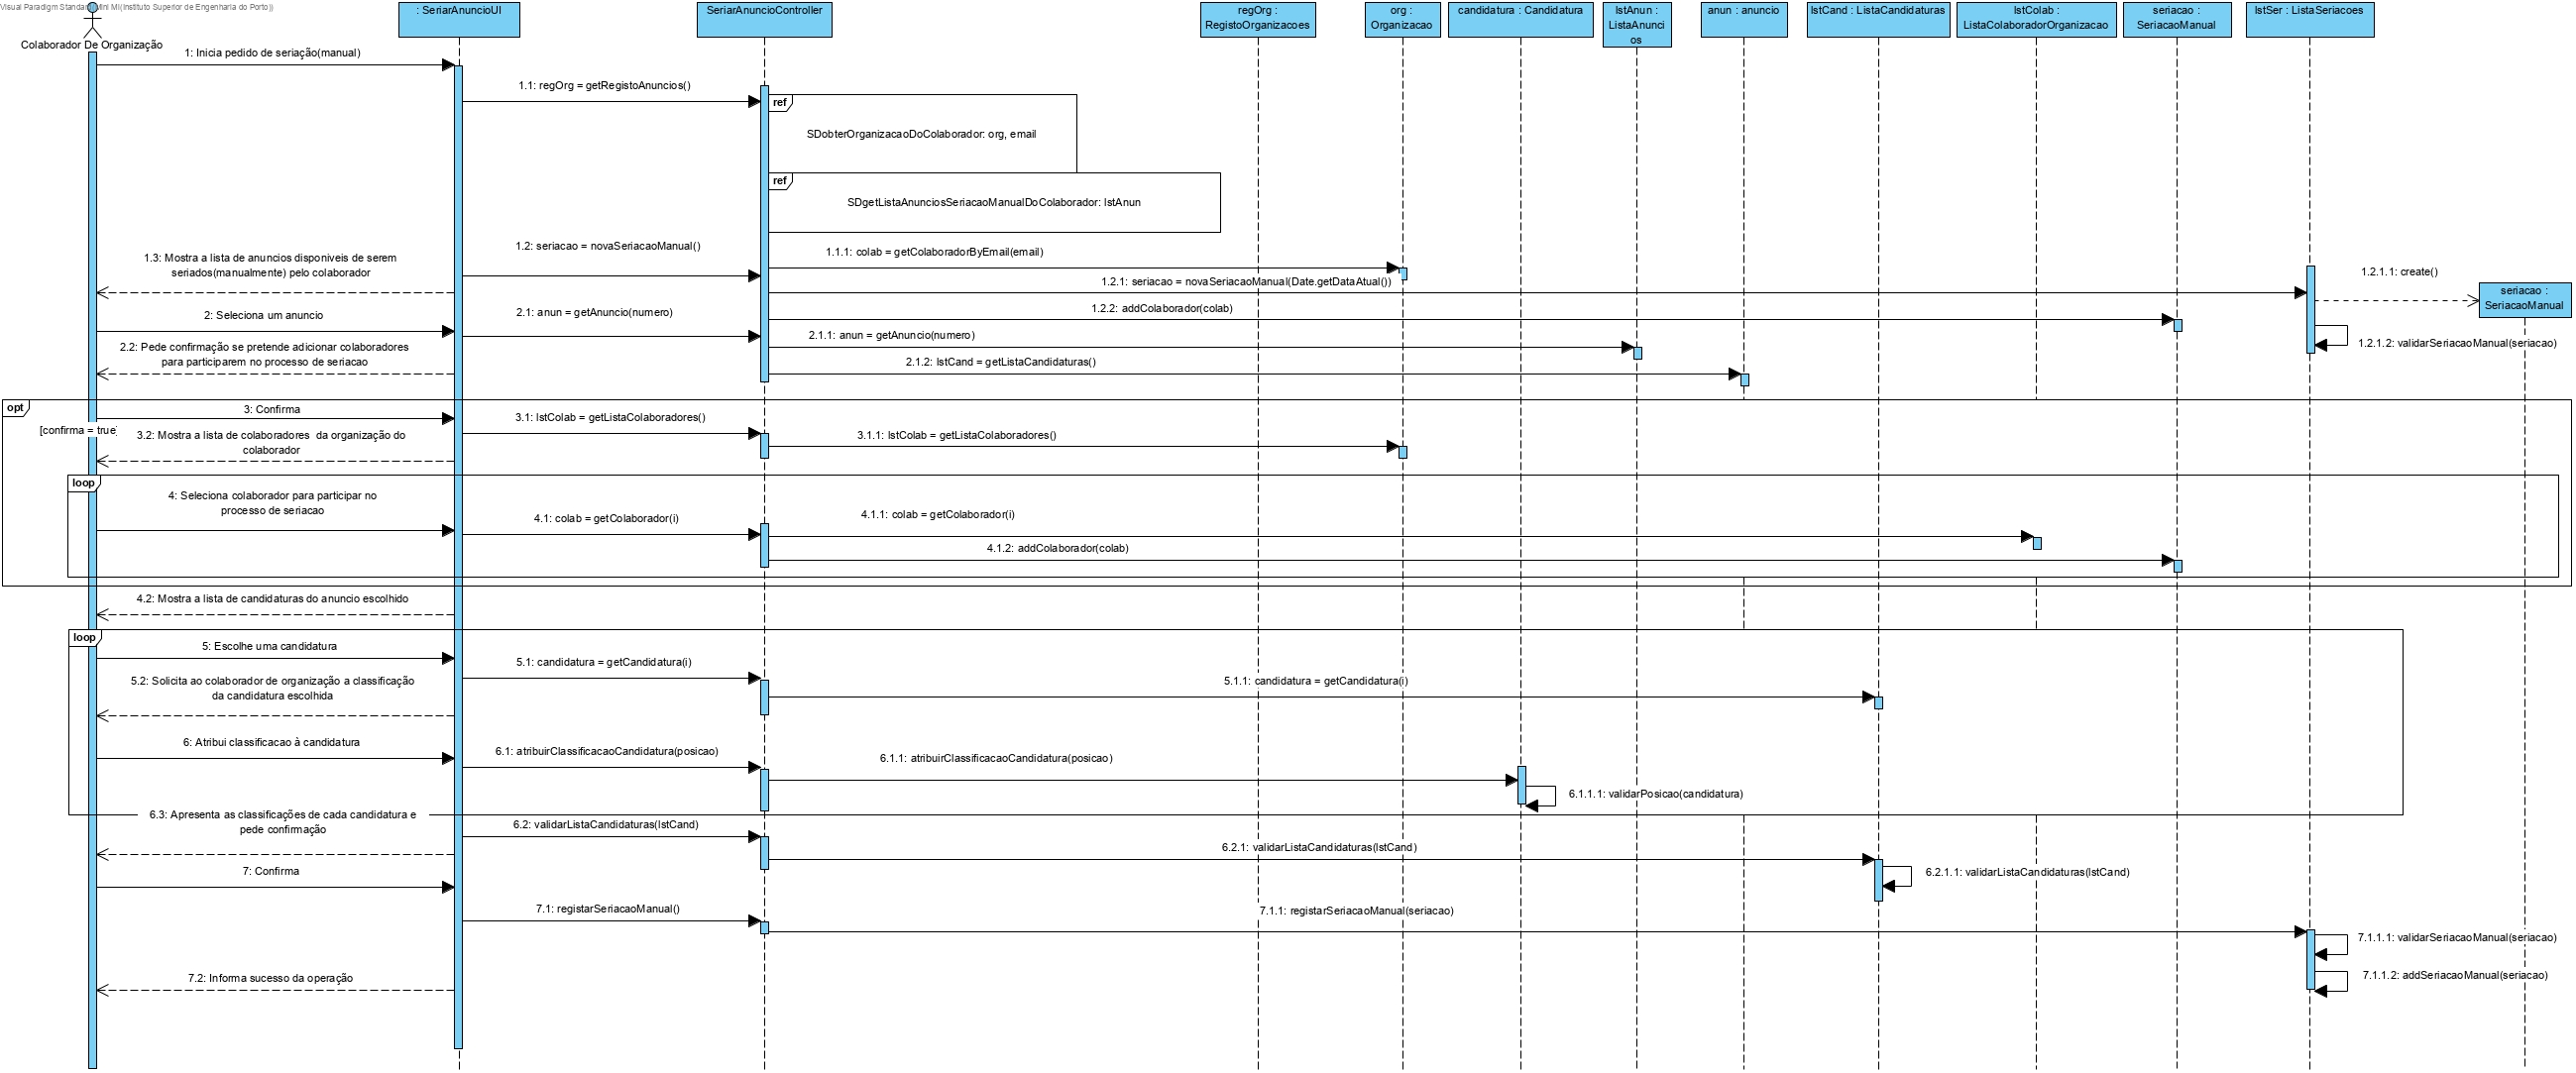 Visual Paradigm Standard(Mini Mi(Instituto Superior de Engenharia do Porto))
Colaborador De Organização
: SeriarAnuncioUI
SeriarAnuncioController
regOrg :
RegistoOrganizacoes
org :
Organizacao
candidatura : Candidatura
lstAnun :
ListaAnunci
os
anun : anuncio
lstCand : ListaCandidaturas
lstColab :
ListaColaboradorOrganizacao
seriacao :
SeriacaoManual
lstSer : ListaSeriacoes
1: Inicia pedido de seriação(manual)
1.1: regOrg = getRegistoAnuncios()
ref
SDobterOrganizacaoDoColaborador: org, email
ref
SDgetListaAnunciosSeriacaoManualDoColaborador: lstAnun
1.2: seriacao = novaSeriacaoManual()
1.1.1: colab = getColaboradorByEmail(email)
1.3: Mostra a lista de anuncios disponiveis de serem
seriados(manualmente) pelo colaborador
1.2.1: seriacao = novaSeriacaoManual(Date.getDataAtual())
1.2.1.1: create()
seriacao :
SeriacaoManual
2: Seleciona um anuncio
2.1: anun = getAnuncio(numero)
1.2.2: addColaborador(colab)
2.1.1: anun = getAnuncio(numero)
1.2.1.2: validarSeriacaoManual(seriacao)
2.2: Pede confirmação se pretende adicionar colaboradores
para participarem no processo de seriacao
2.1.2: lstCand = getListaCandidaturas()
opt
[confirma = true]
3: Confirma
3.1: lstColab = getListaColaboradores()
3.2: Mostra a lista de colaboradores  da organização do
colaborador
3.1.1: lstColab = getListaColaboradores()
loop
4: Seleciona colaborador para participar no
processo de seriacao
4.1: colab = getColaborador(i)
4.1.1: colab = getColaborador(i)
4.1.2: addColaborador(colab)
4.2: Mostra a lista de candidaturas do anuncio escolhido
loop
5: Escolhe uma candidatura
5.1: candidatura = getCandidatura(i)
5.2: Solicita ao colaborador de organização a classificação
da candidatura escolhida
5.1.1: candidatura = getCandidatura(i)
6: Atribui classificacao à candidatura
6.1: atribuirClassificacaoCandidatura(posicao)
6.1.1: atribuirClassificacaoCandidatura(posicao)
6.1.1.1: validarPosicao(candidatura)
6.3: Apresenta as classificações de cada candidatura e
pede confirmação
6.2: validarListaCandidaturas(lstCand)
6.2.1: validarListaCandidaturas(lstCand)
6.2.1.1: validarListaCandidaturas(lstCand)
7: Confirma
7.1: registarSeriacaoManual()
7.1.1: registarSeriacaoManual(seriacao)
7.1.1.1: validarSeriacaoManual(seriacao)
7.1.1.2: addSeriacaoManual(seriacao)
7.2: Informa sucesso da operação